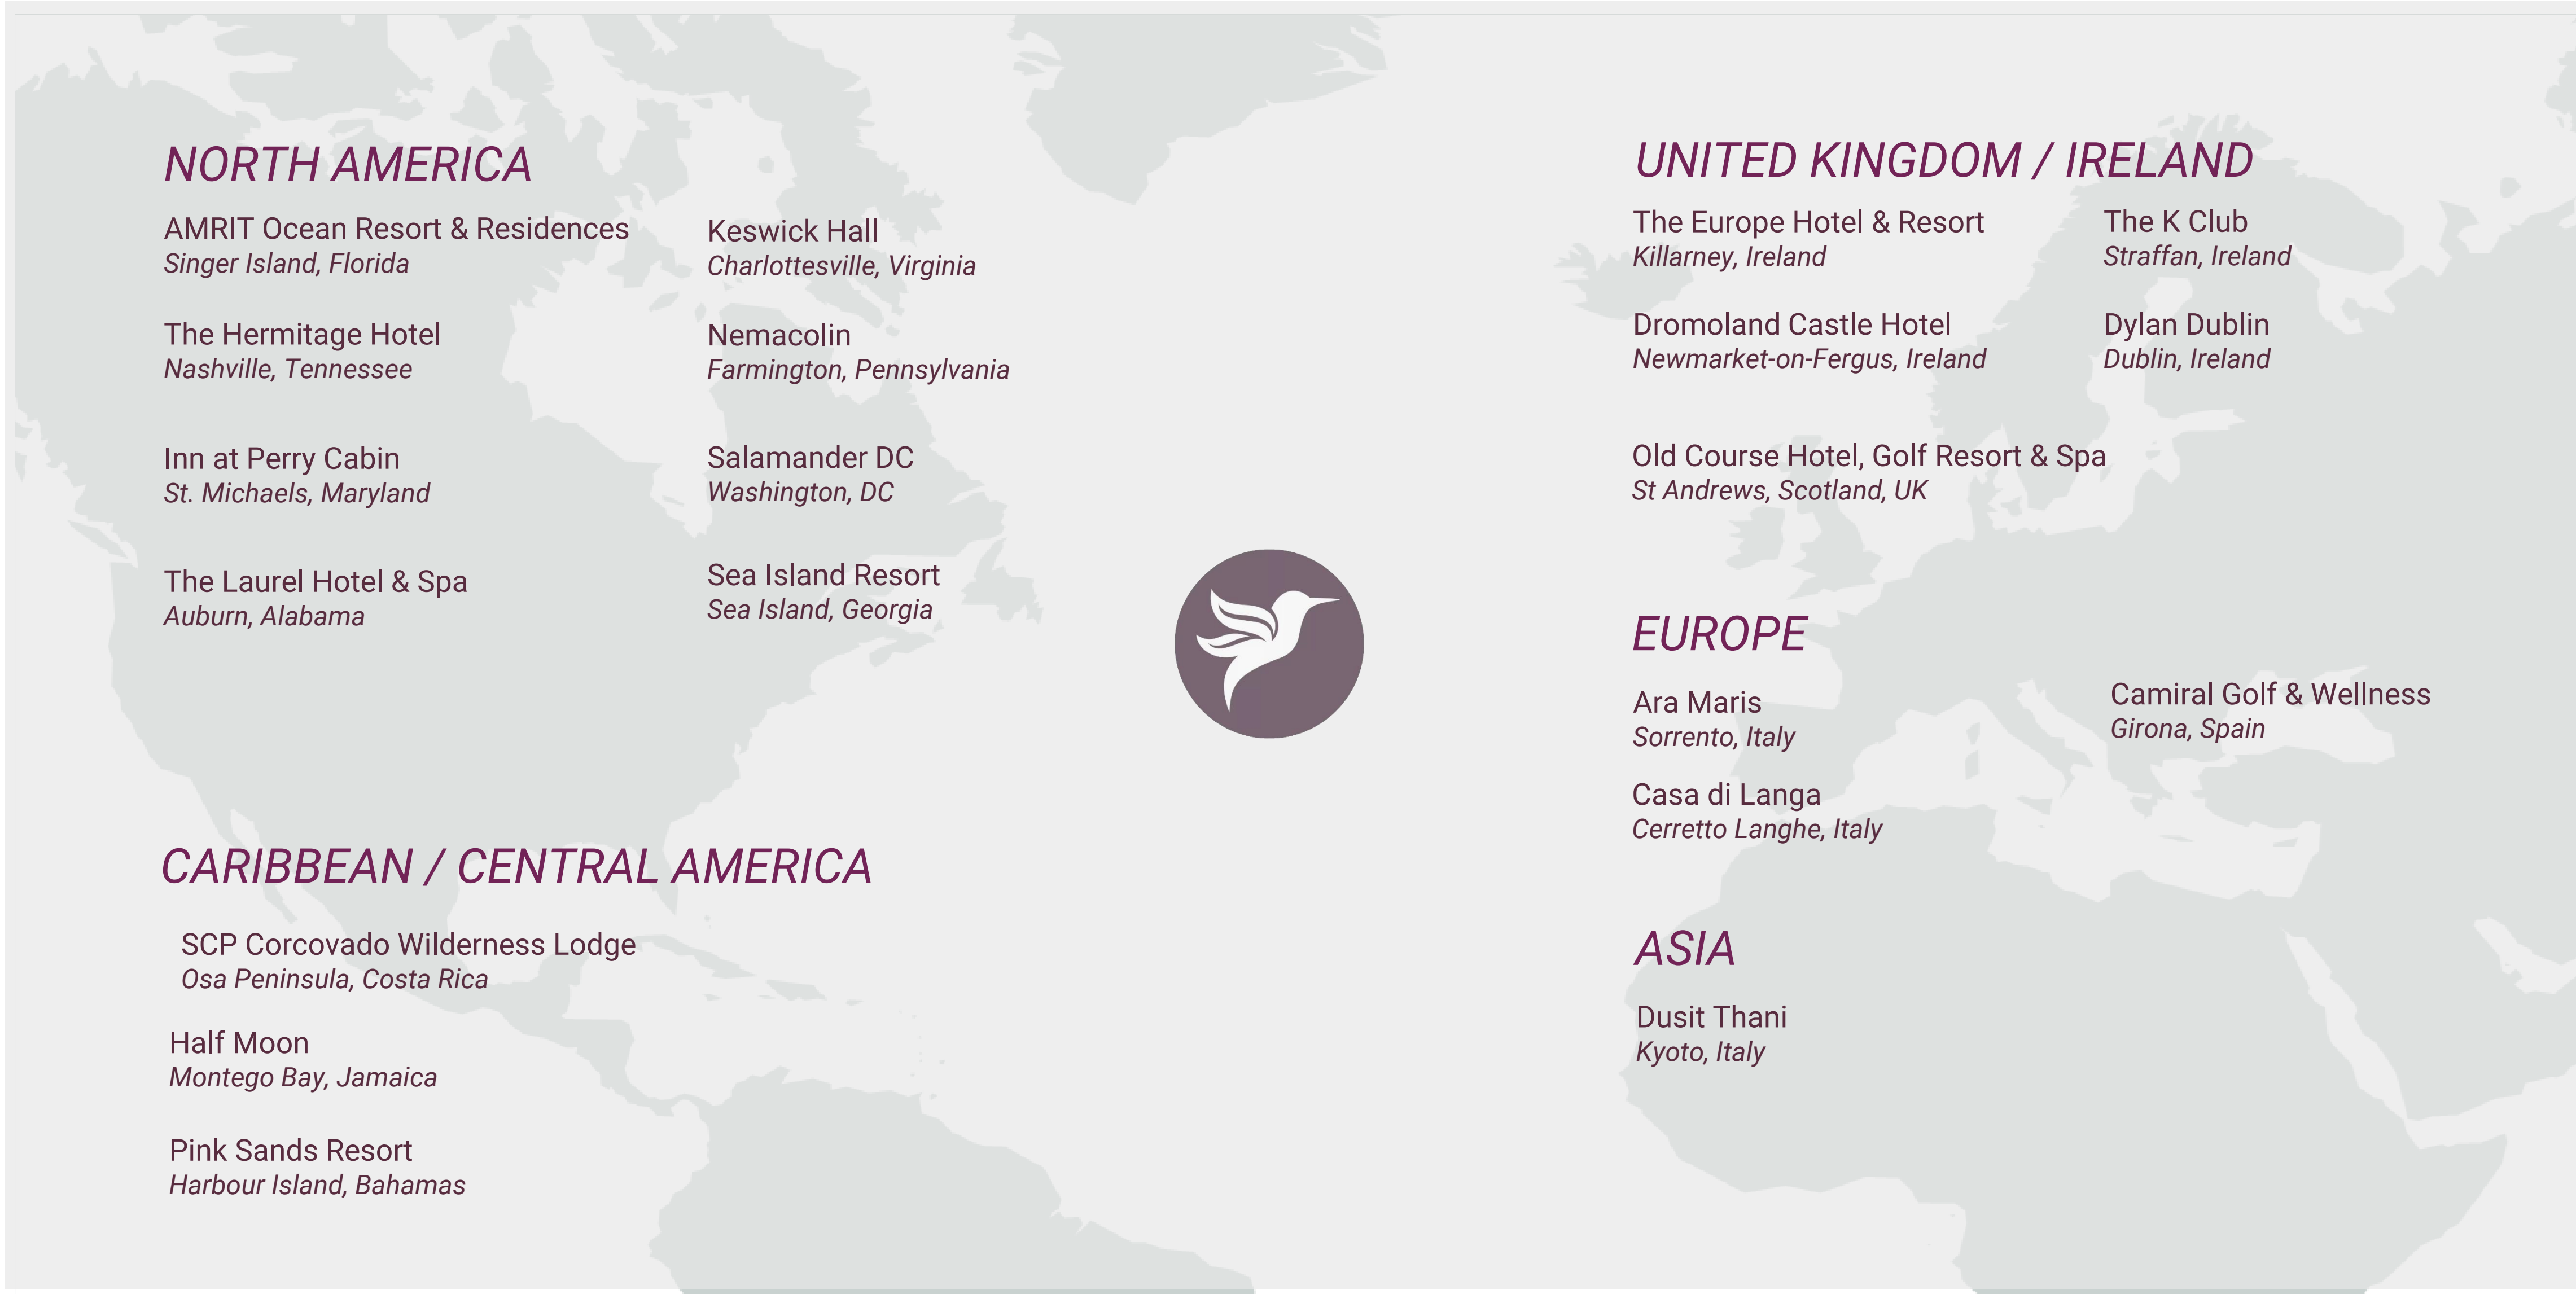 NORTH AMERICA
AMRIT Ocean Resort & Residences
Singer Island, Florida
The Hermitage Hotel
Nashville, Tennessee
Inn at Perry Cabin
St. Michaels, Maryland
The Laurel Hotel & Spa
Auburn, Alabama
Keswick Hall
Charlottesville, Virginia
Nemacolin
Farmington, Pennsylvania
Salamander DC
Washington, DC
Sea Island Resort
Sea Island, Georgia
CARIBBEAN / CENTRAL AMERICA
SCP Corcovado Wilderness Lodge
Osa Peninsula, Costa Rica
Half Moon
Montego Bay, Jamaica
Pink Sands Resort
Harbour Island, Bahamas
UNITED KINGDOM / IRELAND
The Europe Hotel & Resort
Killarney, Ireland
Dromoland Castle Hotel
Newmarket-on-Fergus, Ireland
Old Course Hotel, Golf Resort & Spa
St Andrews, Scotland, UK
The K Club
Straffan, Ireland
Dylan Dublin
Dublin, Ireland
EUROPE
Ara Maris
Sorrento, Italy
Casa di Langa
Cerretto Langhe, Italy
Camiral Golf & Wellness
Girona, Spain
ASIA
Dusit Thani
Kyoto, Italy